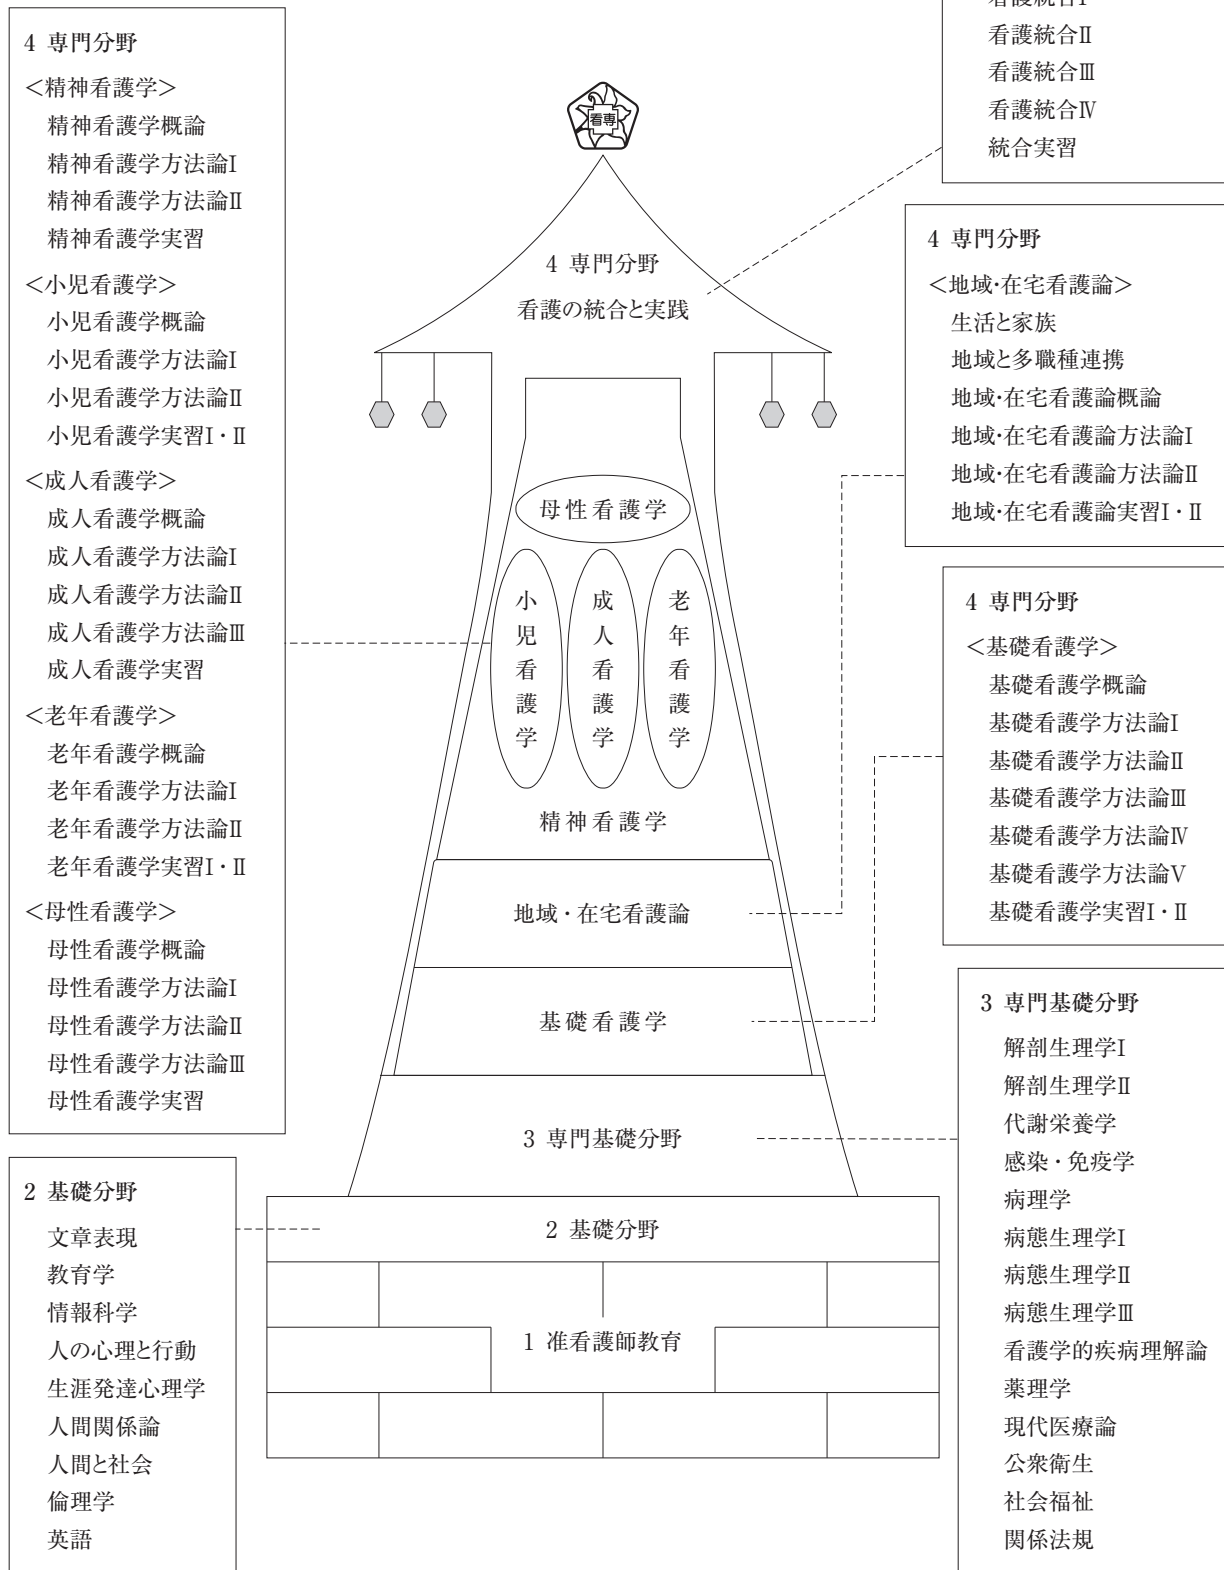 4 専門分野
<精神看護学>
精神看護学概論
精神看護学方法論Ⅰ
精神看護学方法論Ⅱ
精神看護学実習
<小児看護学>
小児看護学概論
小児看護学方法論Ⅰ
小児看護学方法論Ⅱ
小児看護学実習Ⅰ・Ⅱ
<成人看護学>
成人看護学概論
成人看護学方法論Ⅰ
成人看護学方法論Ⅱ
成人看護学方法論Ⅲ
成人看護学実習
<老年看護学>
老年看護学概論
老年看護学方法論Ⅰ
老年看護学方法論Ⅱ
老年看護学実習Ⅰ・Ⅱ
<母性看護学>
母性看護学概論
母性看護学方法論Ⅰ
母性看護学方法論Ⅱ
母性看護学方法論Ⅲ
母性看護学実習
2 基礎分野
文章表現
教育学
情報科学
人の心理と行動
生涯発達心理学
人間関係論
人間と社会
倫理学
英語
看専
4 専門分野
看護の統合と実践
母性看護学
小児看護学
成人看護学
老年看護学
精神看護学
地域・在宅看護論
基礎看護学
3 専門基礎分野
2 基礎分野
1 准看護師教育
看護統合Ⅱ
看護統合Ⅲ
看護統合Ⅳ
統合実習
4 専門分野
<地域・在宅看護論>
生活と家族
地域と多職種連携
地域・在宅看護論概論
地域・在宅看護論方法論Ⅰ
地域・在宅看護論方法論Ⅱ
地域・在宅看護論実習Ⅰ・Ⅱ
4 専門分野
<基礎看護学>
基礎看護学概論
基礎看護学方法論Ⅰ
基礎看護学方法論Ⅱ
基礎看護学方法論Ⅲ
基礎看護学方法論Ⅳ
基礎看護学方法論Ⅴ
基礎看護学実習Ⅰ・Ⅱ
3 専門基礎分野
解剖生理学Ⅰ
解剖生理学Ⅱ
代謝栄養学
感染・免疫学
病理学
病態生理学Ⅰ
病態生理学Ⅱ
病態生理学Ⅲ
看護学的疾病理解論
薬理学
現代医療論
公衆衛生
社会福祉
関係法規